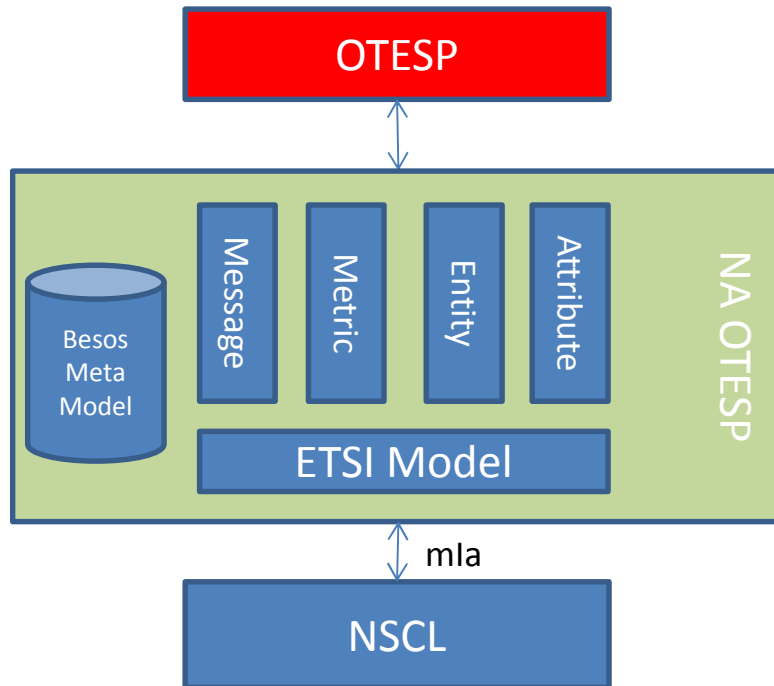 OTESP
Message
Metric
Entity
Attribute
NA OTESP
Besos
Meta
Model
ETSI Model
mIa
NSCL